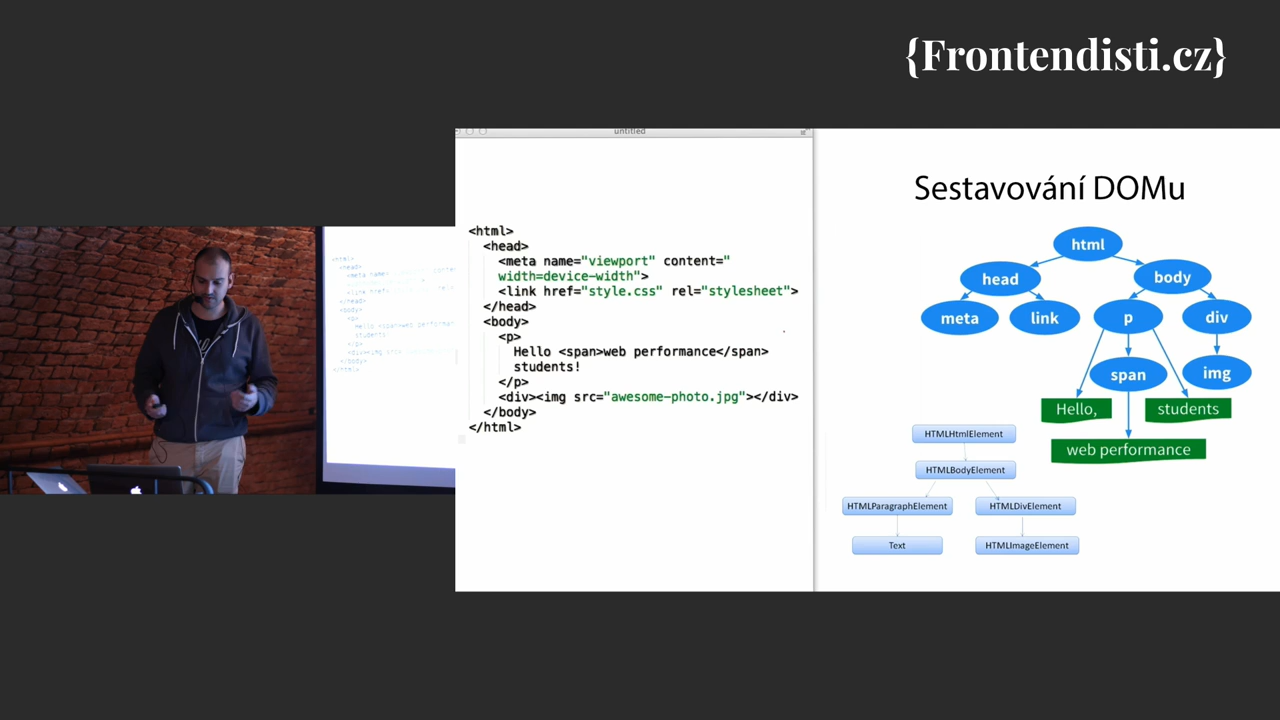 {Frontendisti.cz}
untitled
<html>
<head>
<meta name="viewport" content="
width=device-width">
<link href="style.css" rel="stylesheet">
</head>
<body>
<p>
Hello <span>web performance</span>
students!
</p>
<div><img src="awesome-photo.jpg"></div>
</body>
</html>
Sestavování DOMu
html
head
body
meta
link
p
div
span
img
Hello,
students
web performance
HTMLHtmlElement
HTMLBodyElement
HTMLParagraphElement
HTMLDivElement
Text
HTMLImageElement